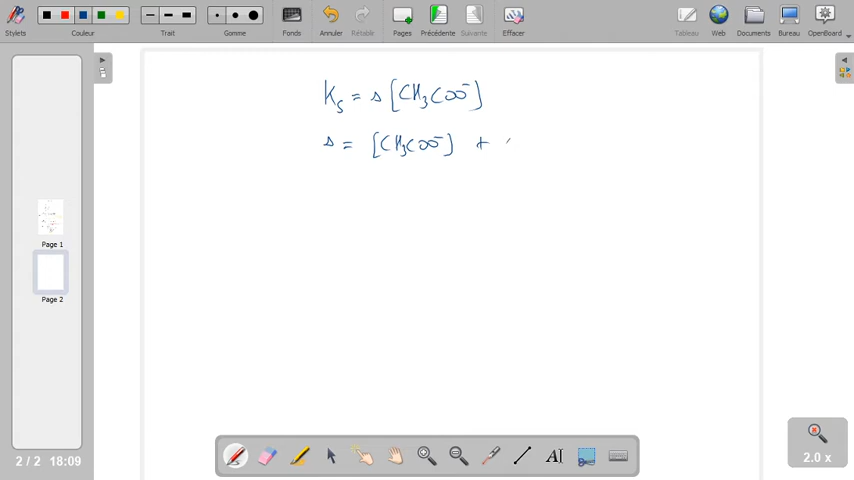 Stylets
Couleur
Trait
Gomme
Fonds
Annuler
Rétablir
Pages
Précédente
Suivante
Effacer
Tableau
Web
Documents
Bureau
OpenBoard
Ks = s [CH3COO-]
s = [CH3COO-] +
Page 1
Page 2
2 / 2 18:09
AI
2.0 x